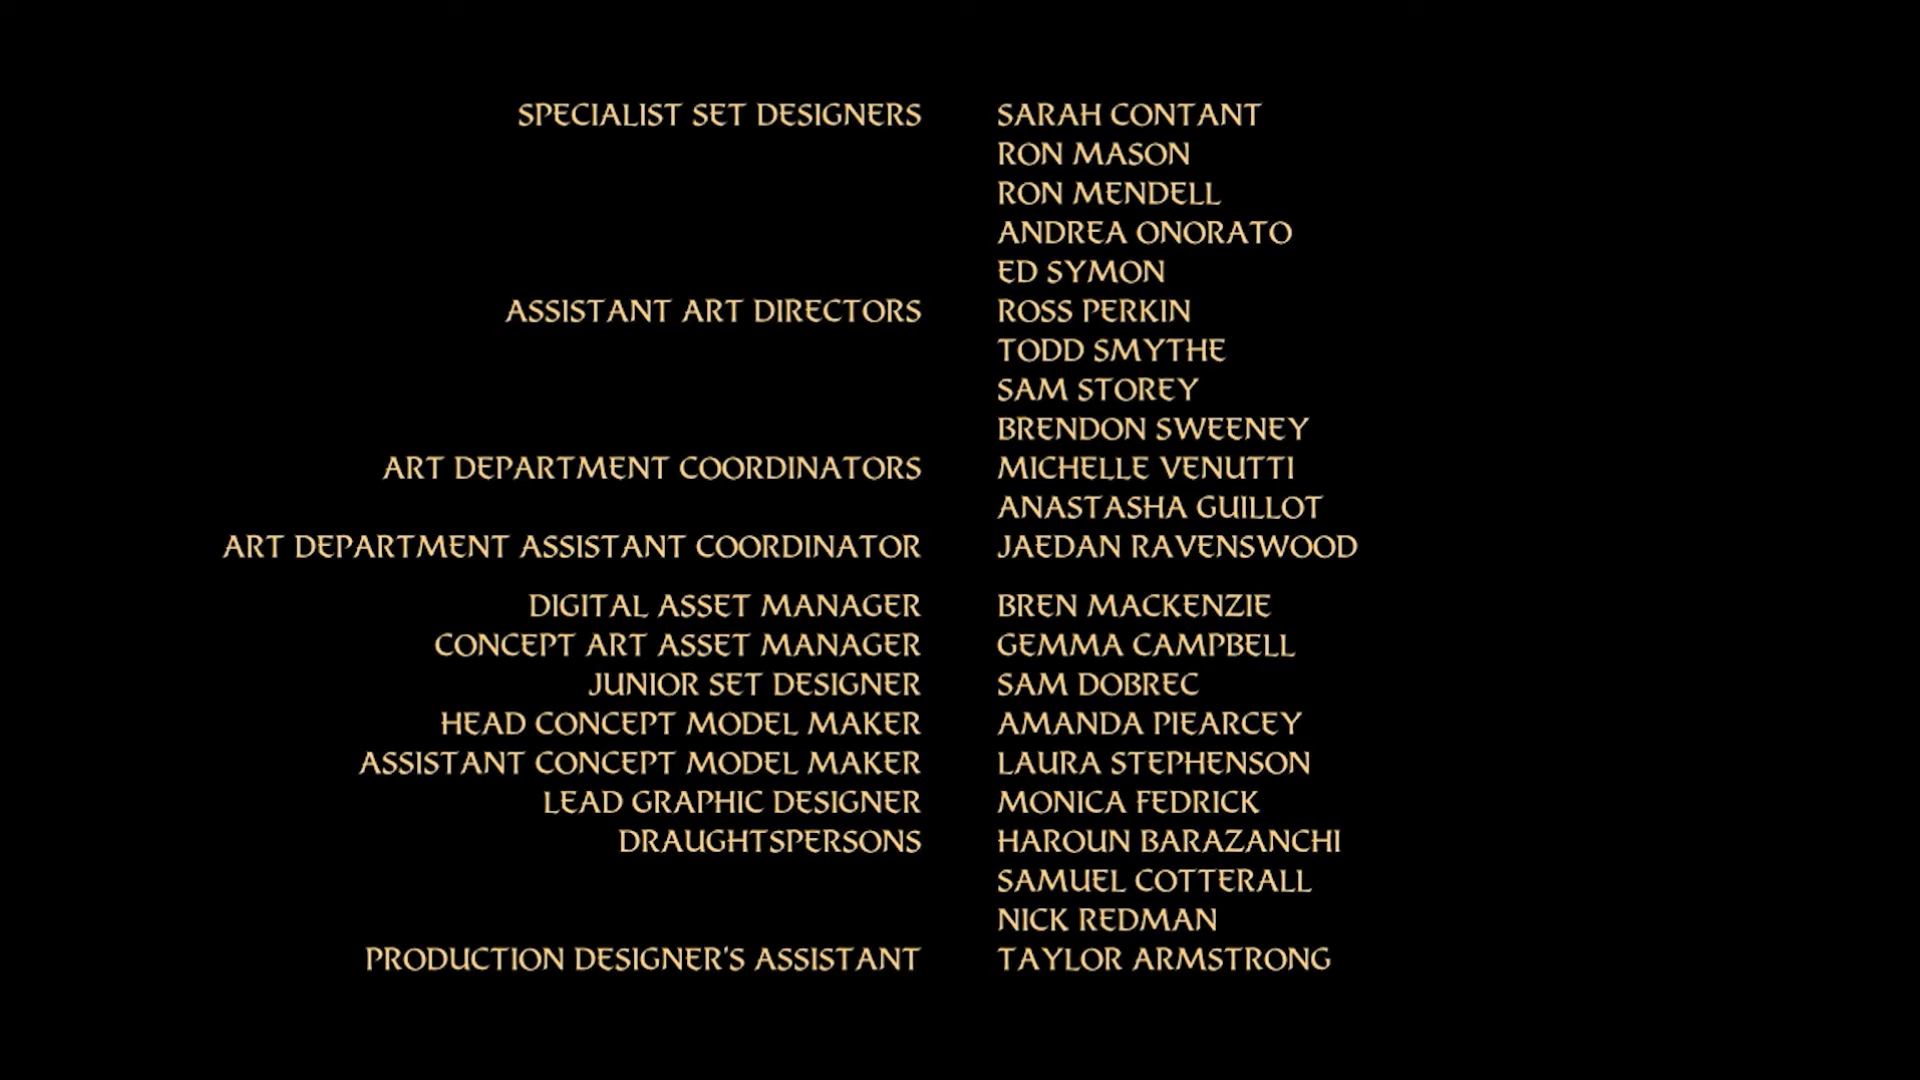 SPECIALIST SET DESIGNERS SARAH CONTANT
RON MASON
RON MENDELL
ANDREA ONORATO
ED SYMON
ASSISTANT ART DIRECTORS ROSS PERKIN
TODD SMYTHE
SAM STOREY
BRENDON SWEENEY
ART DEPARTMENT COORDINATORS MICHELLE VENUTTI
ANASTASHA GUILLOT
ART DEPARTMENT ASSISTANT COORDINATOR JAEDAN RAVENSWOOD
DIGITAL ASSET MANAGER BREN MACKENZIE
CONCEPT ART ASSET MANAGER GEMMA CAMPBELL
JUNIOR SET DESIGNER SAM DOBREC
HEAD CONCEPT MODEL MAKER AMANDA PIEARCEY
ASSISTANT CONCEPT MODEL MAKER LAURA STEPHENSON
LEAD GRAPHIC DESIGNER MONICA FEDRICK
DRAUGHTSPERSONS HAROUN BARAZANCHI
SAMUEL COTTERALL
NICK REDMAN
PRODUCTION DESIGNER'S ASSISTANT TAYLOR ARMSTRONG